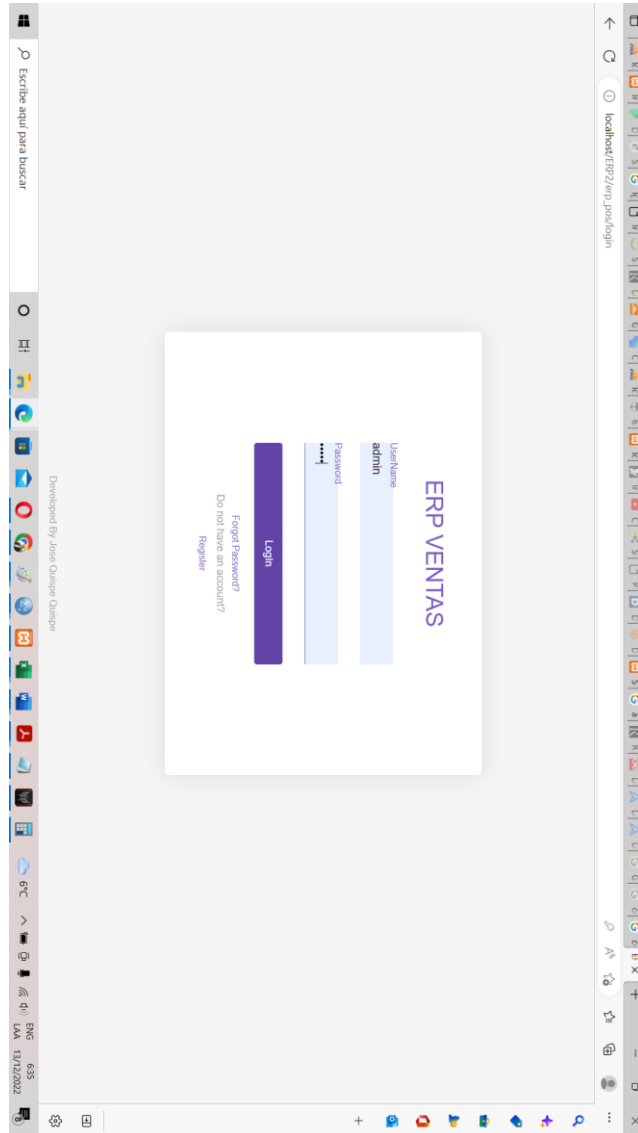 localhost/ERP2/erp_pos/login
ERP VENTAS
UserName
admin
Password
•••••
LogIn
Forgot Password?
Do not have an account?
Register
Developed By Jose Quispe Quispe
Escribe aquí para buscar
6°C
ENG
LAA
6:35
13/12/2022